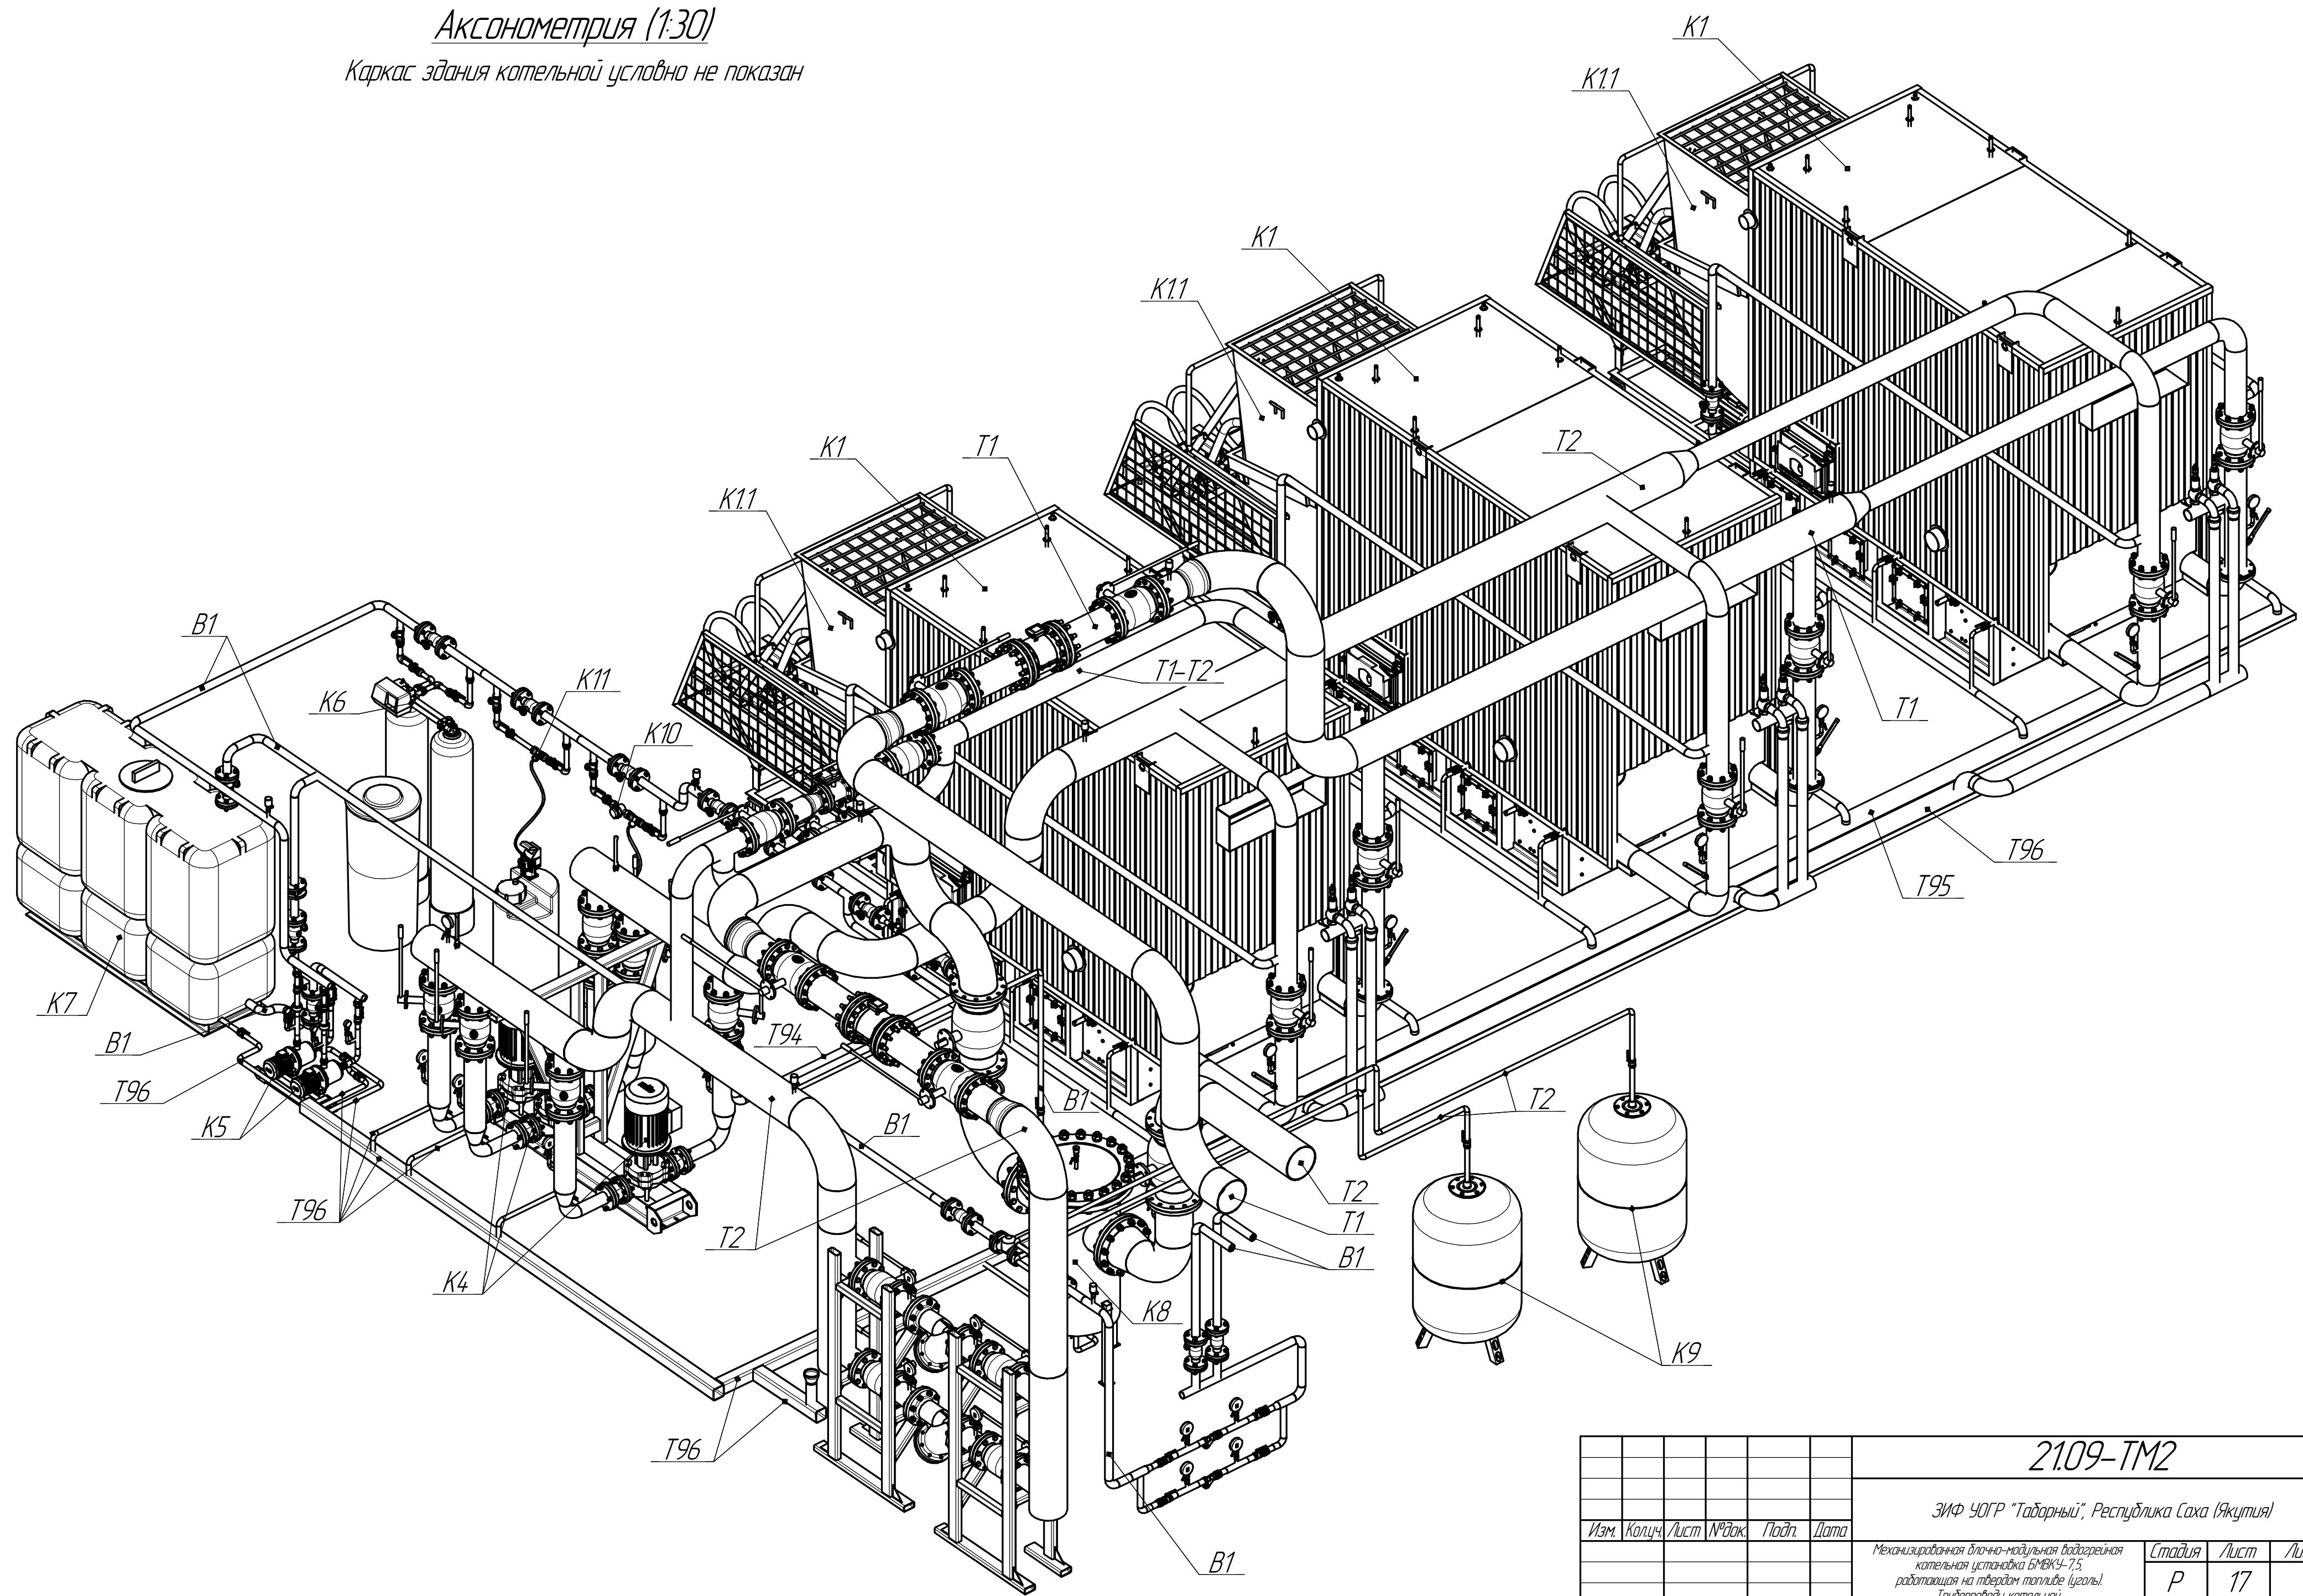 Аксонометрия (1:30)
Каркас здания котельной условно не показан
К1
К1.1
К1
К1.1
К1
Т1
Т2
К1.1
В1
К11
Т1-Т2
К6
К10
Т1
Т96
Т95
К7
В1
Т94
Т96
В1
Т2
К5
В1
Т2
Т96
Т2
Т1
В1
К4
К8
К9
Т96
В1
21.09-ТМ2
ЗИФ УОГР "Таборный", Республика Саха (Якутия)
Изм. Кол.уч. Лист №док. Подп. Дата
Механизированная блочно-модульная водогрейная
котельная установка БМВКУ-7,5,
работающая на твердом топливе (уголь).
Трубопроводы котельной
Стадия Лист
Р 17